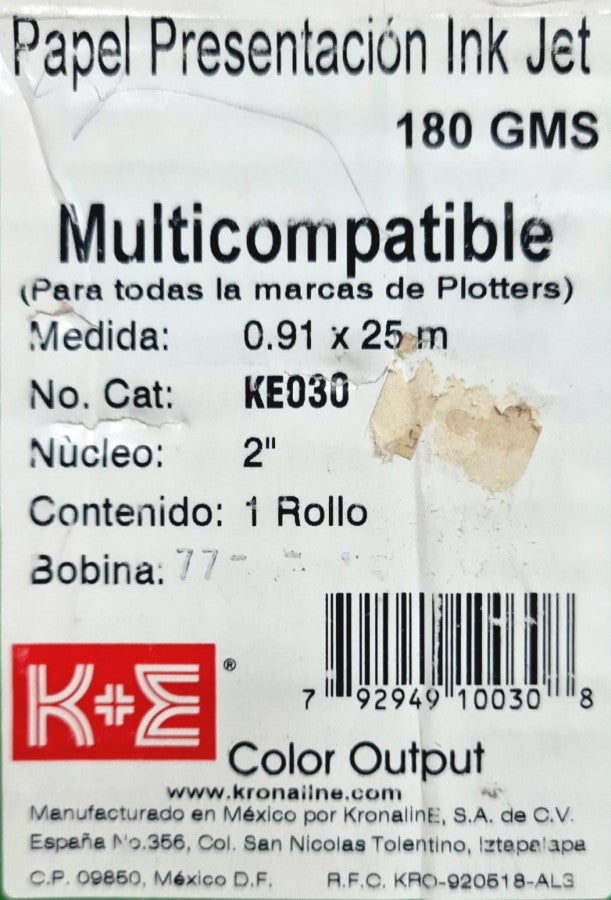 Papel Presentación Ink Jet
180 GMS
Multicompatible
(Para todas la marcas de Plotters)
Medida: 0.91 x 25 m
No. Cat: KE030
Nùcleo: 2"
Contenido: 1 Rollo
Bobina: 77-
K+E ®
7 92949 10030 8
Color Output
www.kronaline.com
Manufacturado en México por KronalinE, S.A. de C.V.
España No.356, Col. San Nicolas Tolentino, Iztapalapa
C.P. 09850, México D.F. R.F.C. KRO-920518-AL3